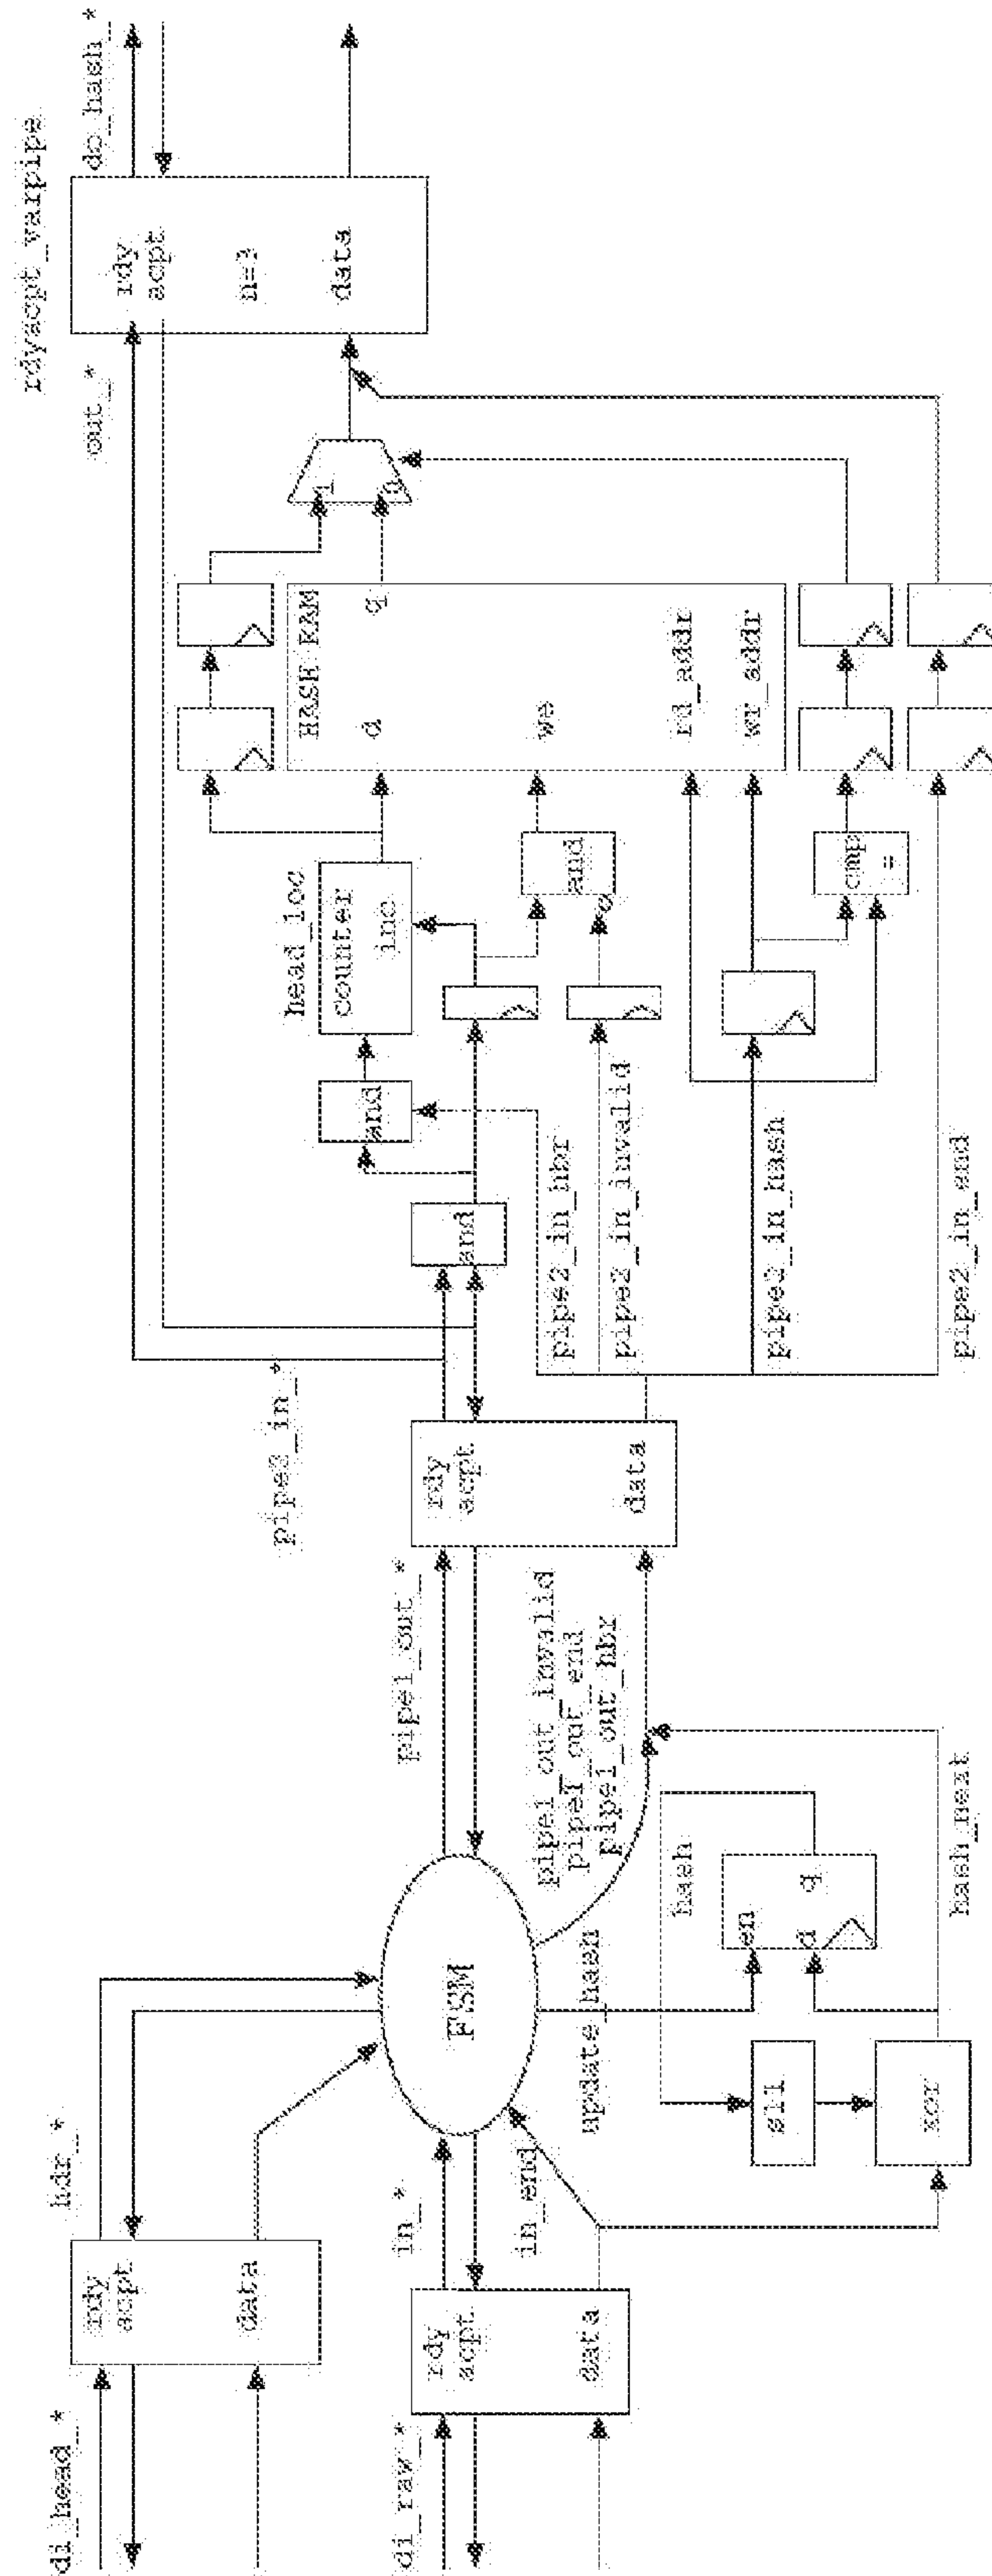 di_head_*
rdy
acpt
data
hdr_*
di_raw_*
rdy
acpt
data
in_*
in_end
FSM
update_hash
sll
xor
hash
en
d
q
hash_next
pipe1_out_*
pipe1_out_invalid
pipe1_out_end
pipe1_out_hbr
rdy
acpt
data
pipe2_in_*
pipe2_in_hbr
pipe2_in_invalid
pipe2_in_hash
pipe2_in_end
and
and
head_loc
counter
inc
and
cmp
=
HASH RAM
d
q
we
rd_addr
wr_addr
1
0
out_*
rdyacpt_varpipe
rdy
acpt
n=3
data
do_hash_*